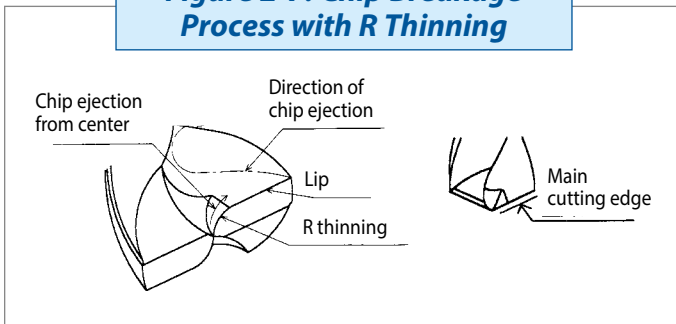 Process with R Thinning
Chip ejection
from center
Direction of
chip ejection
Lip
R thinning
Main
cutting edge